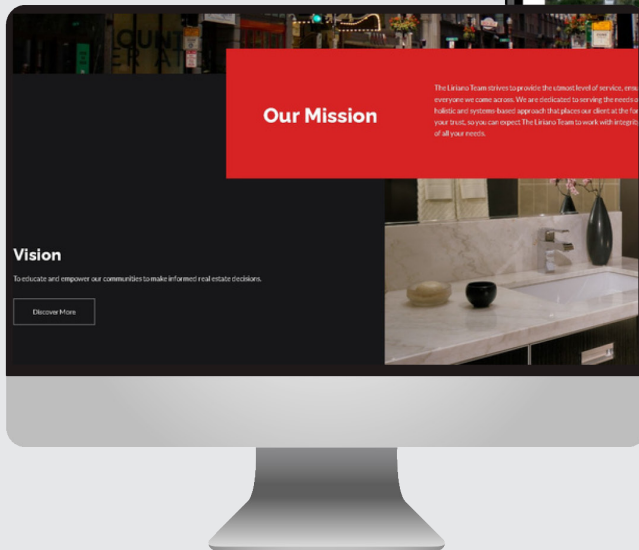 Our Mission
The Liriano Team strives to provide the utmost level of service, ensu
everyone we come across. We are dedicated to serving the needs o
holistic and systems-based approach that places our client at the for
your trust, so you can expect The Liriano Team to work with integrit
of all your needs.
Vision
To educate and empower our communities to make informed real estate decisions.
Discover More